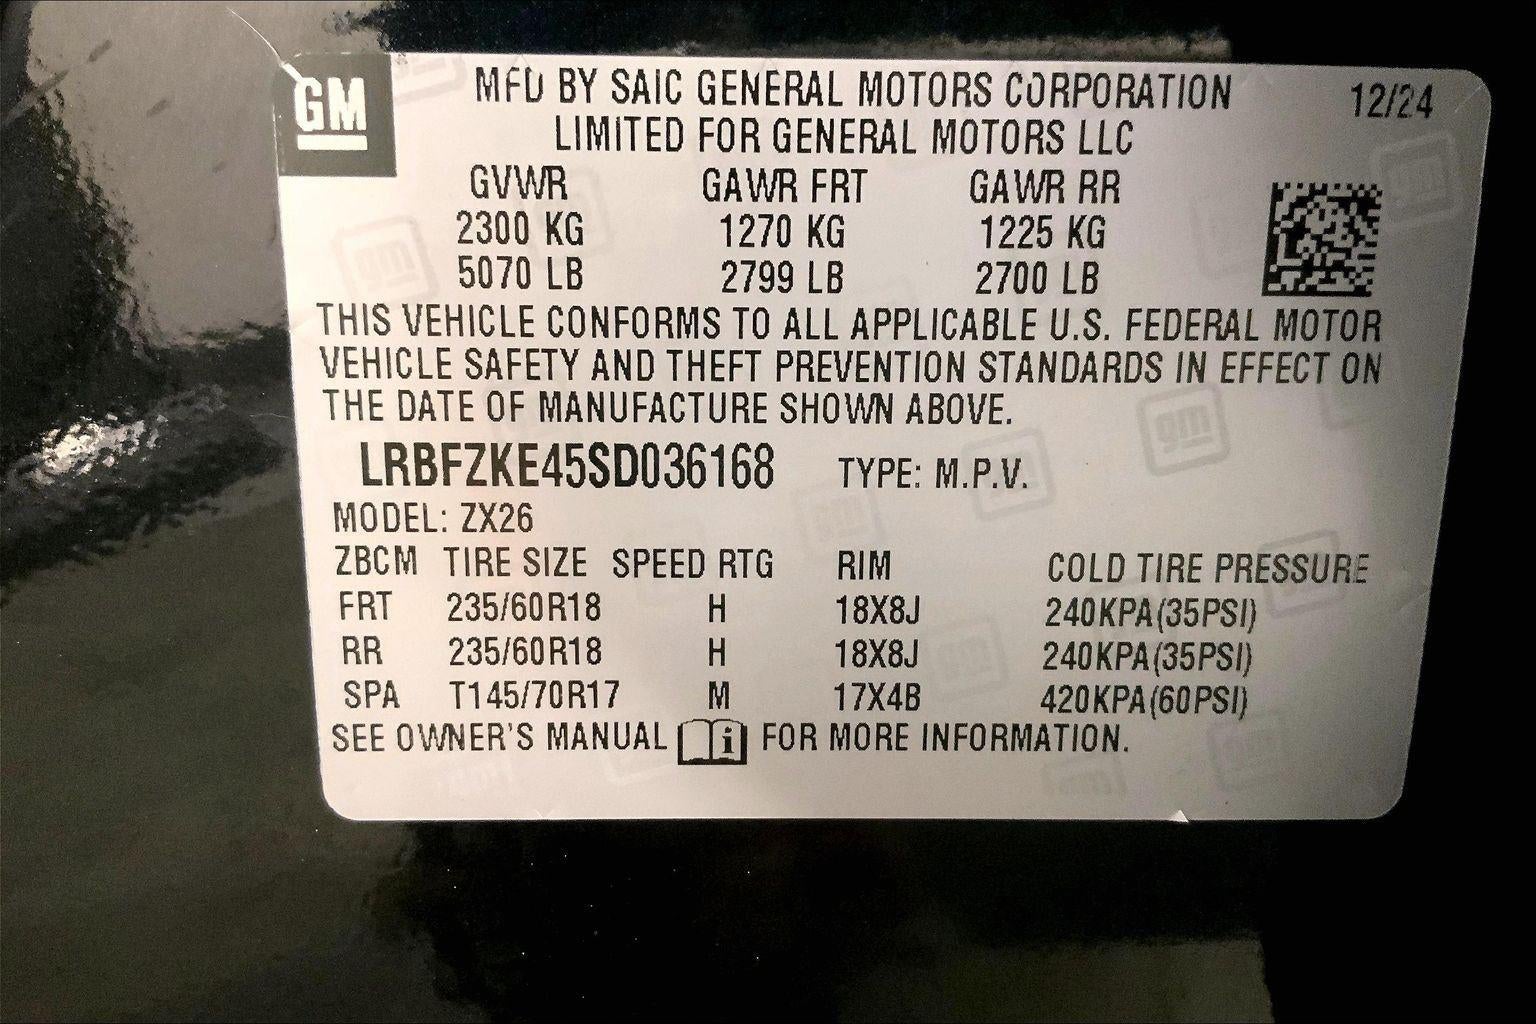 GM
MFD BY SAIC GENERAL MOTORS CORPORATION
LIMITED FOR GENERAL MOTORS LLC
12/24
GVWR GAWR FRT GAWR RR
2300 KG 1270 KG 1225 KG
5070 LB 2799 LB 2700 LB
THIS VEHICLE CONFORMS TO ALL APPLICABLE U.S. FEDERAL MOTOR
VEHICLE SAFETY AND THEFT PREVENTION STANDARDS IN EFFECT ON
THE DATE OF MANUFACTURE SHOWN ABOVE.
LRBFZKE45SD036168 TYPE: M.P.V.
MODEL: ZX26
ZBCM TIRE SIZE SPEED RTG RIM COLD TIRE PRESSURE
FRT 235/60R18 H 18X8J 240KPA(35PSI)
RR 235/60R18 H 18X8J 240KPA(35PSI)
SPA T145/70R17 M 17X4B 420KPA(60PSI)
SEE OWNER'S MANUAL i FOR MORE INFORMATION.